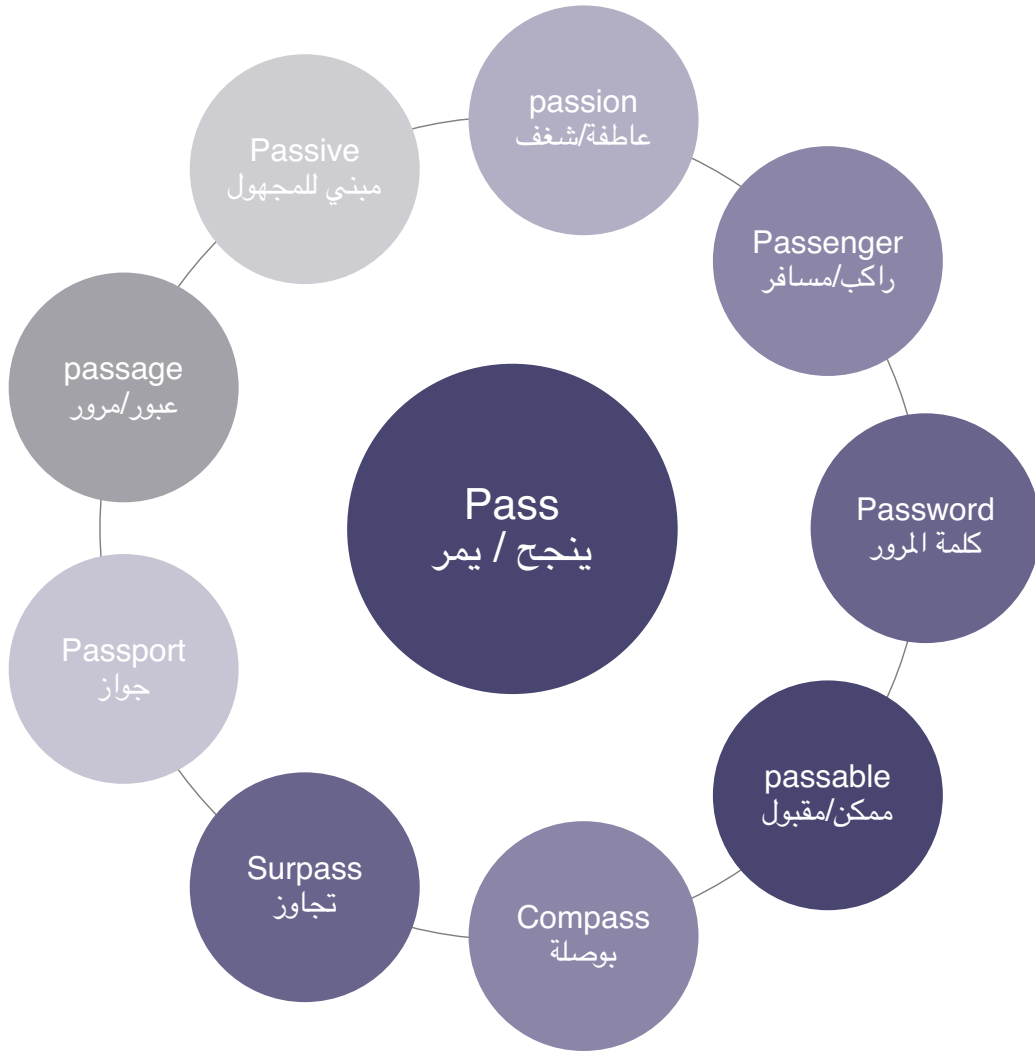 passion
عاطفة/شغف
Passive
مبني للمجهول
Passenger
راكب/مسافر
passage
عبور/مرور
Pass
ينجح / يمر
Password
كلمة المرور
Passport
جواز
passable
ممكن/مقبول
Surpass
تجاوز
Compass
بوصلة